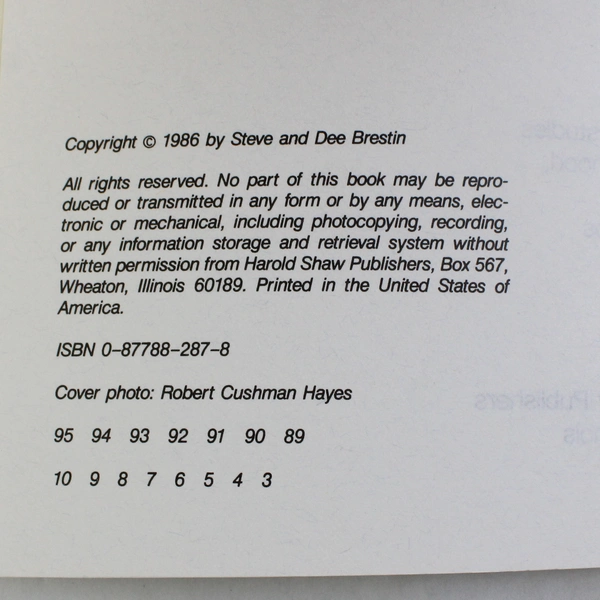 Copyright © 1986 by Steve and Dee Brestin
All rights reserved. No part of this book may be repro-
duced or transmitted in any form or by any means, elec-
tronic or mechanical, including photocopying, recording,
or any information storage and retrieval system without
written permission from Harold Shaw Publishers, Box 567,
Wheaton, Illinois 60189. Printed in the United States of
America.
ISBN 0-87788-287-8
Cover photo: Robert Cushman Hayes
95 94 93 92 91 90 89
10 9 8 7 6 5 4 3